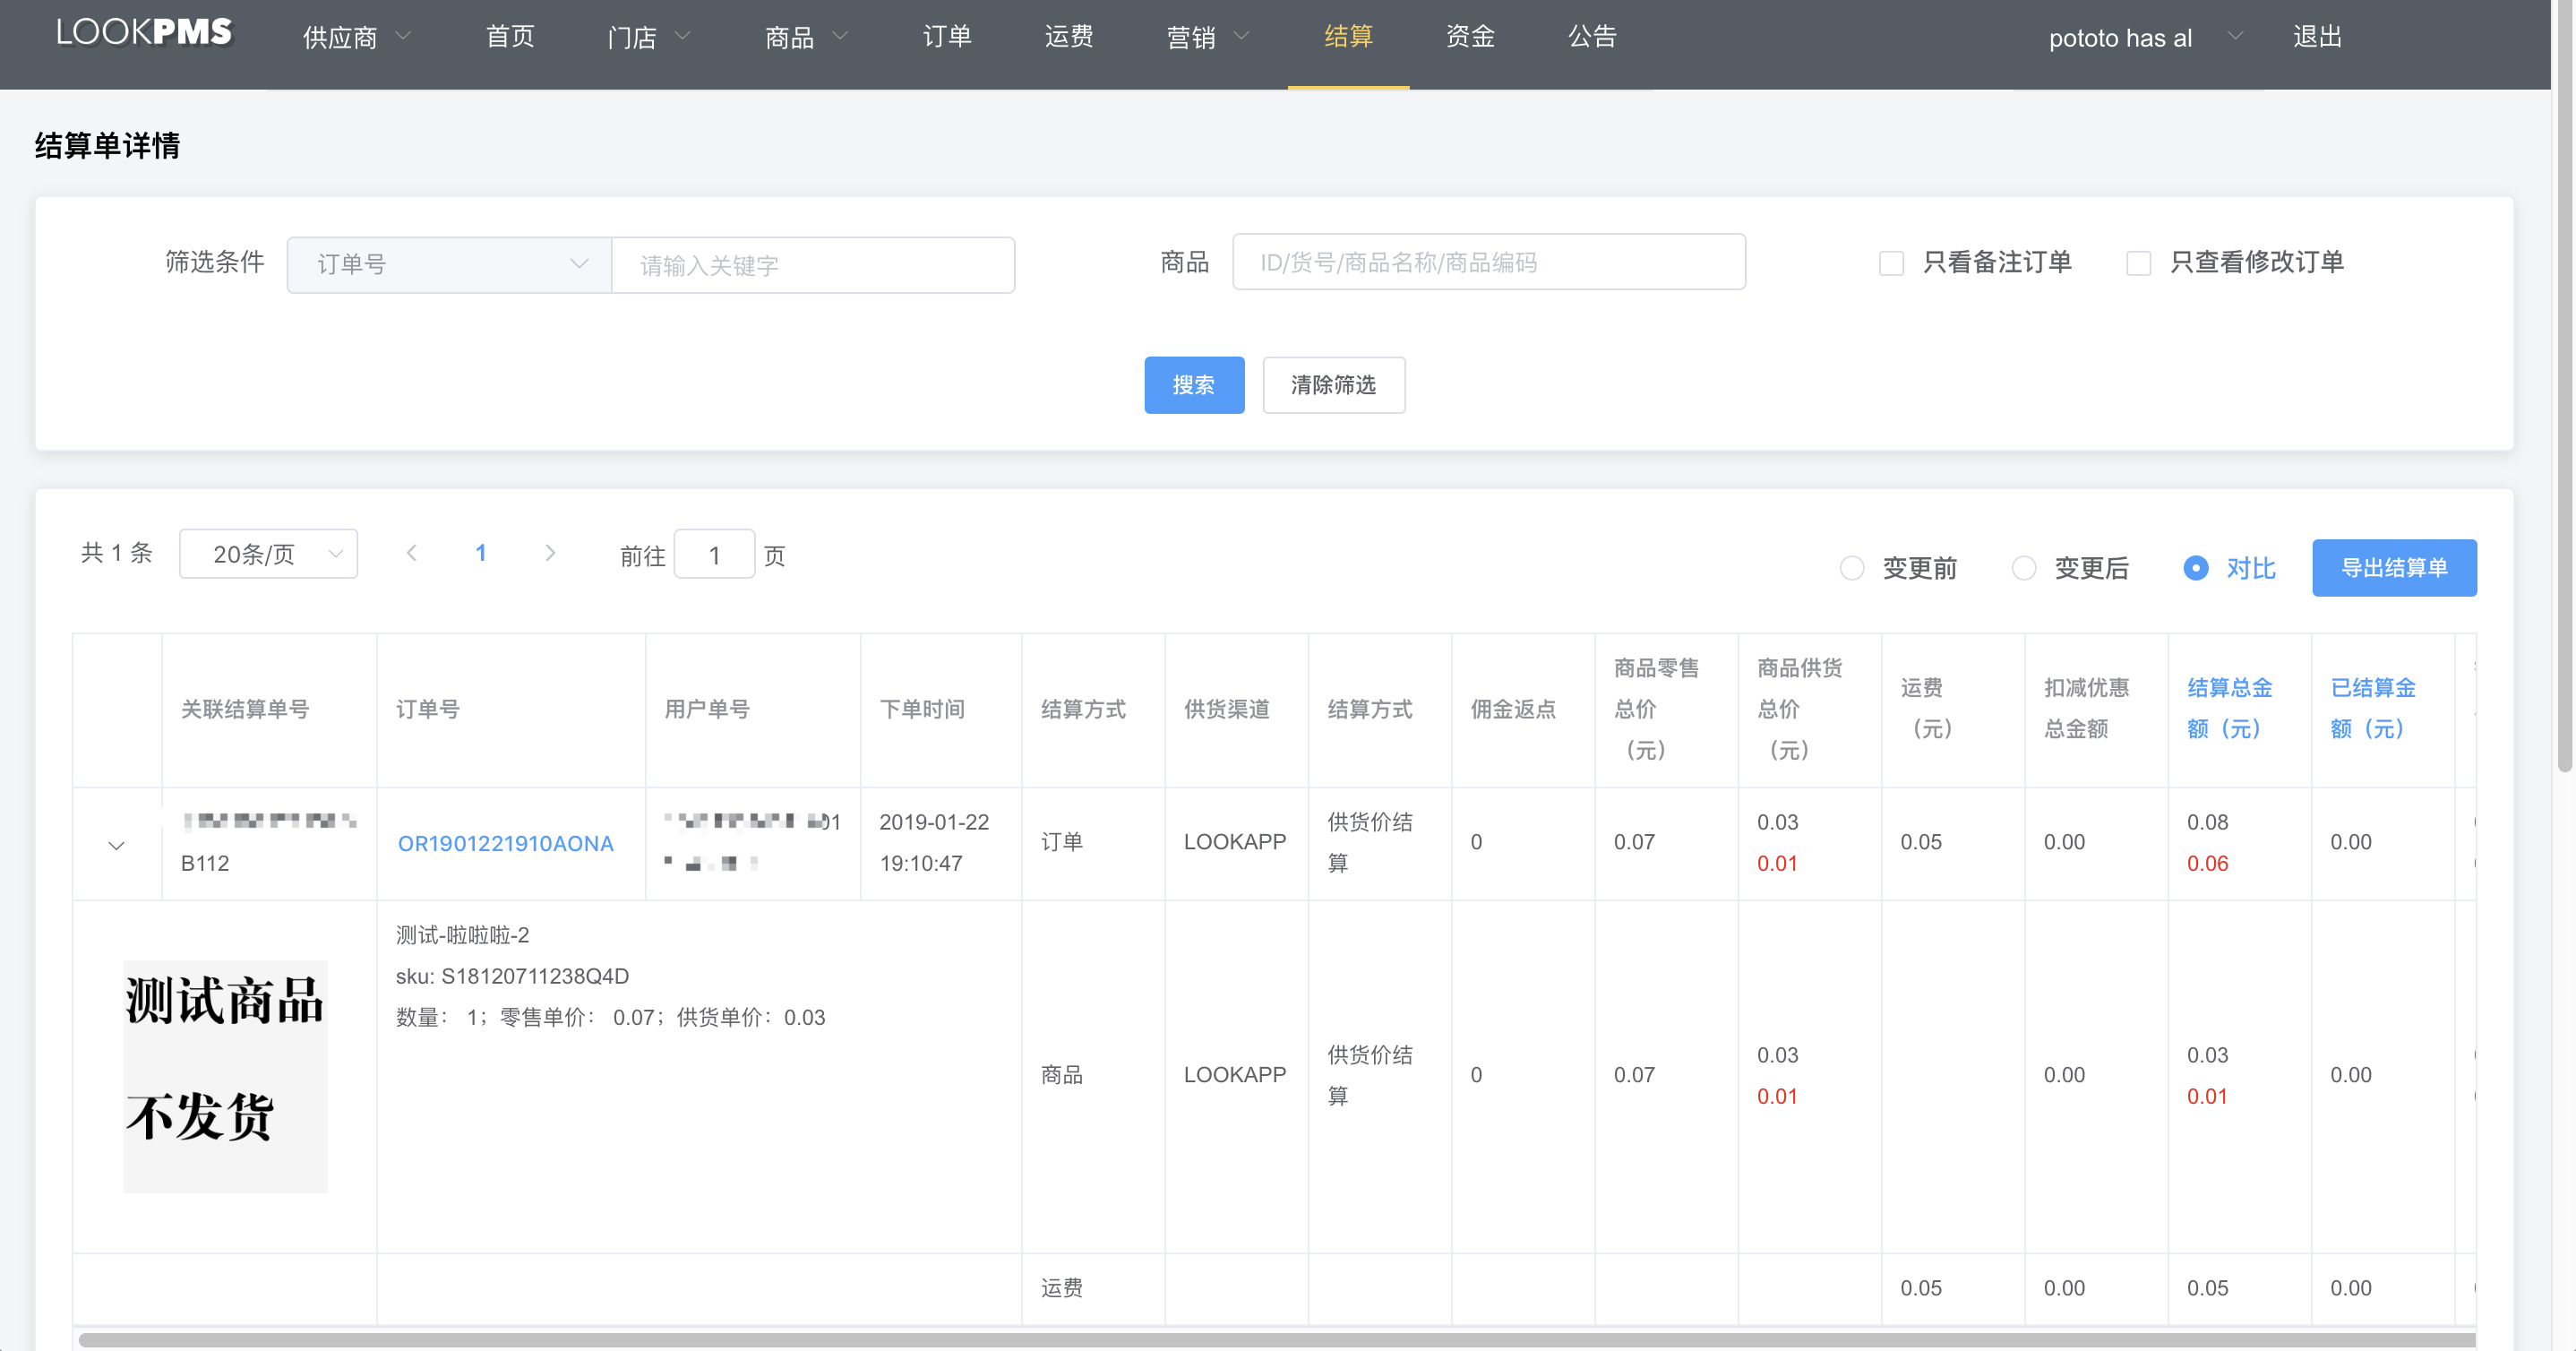 LOOKPMS 供应商 首页 门店 商品 订单 运费 营销 结算 资金 公告 pototo has al 退出
结算单详情
筛选条件 订单号 请输入关键字 商品 ID/货号/商品名称/商品编码 只看备注订单 只查看修改订单
搜索 清除筛选
共 1 条 20条/页 1 前往 1 页 变更前 变更后 对比 导出结算单
关联结算单号 订单号 用户单号 下单时间 结算方式 供货渠道 结算方式 佣金返点
商品零售
总价
（元）
商品供货
总价
（元）
运费
（元）
扣减优惠
总金额
结算总金
额（元）
已结算金
额（元）
B112
OR1901221910AONA
01
2019-01-22
19:10:47
订单
LOOKAPP
供货价结
算
0
0.07
0.03
0.01
0.05
0.00
0.08
0.06
0.00
测试商品
不发货
测试-啦啦啦-2
sku: S18120711238Q4D
数量： 1；零售单价： 0.07；供货单价：0.03
商品
LOOKAPP
供货价结
算
0
0.07
0.03
0.01
0.00
0.03
0.01
0.00
运费 0.05 0.00 0.05 0.00